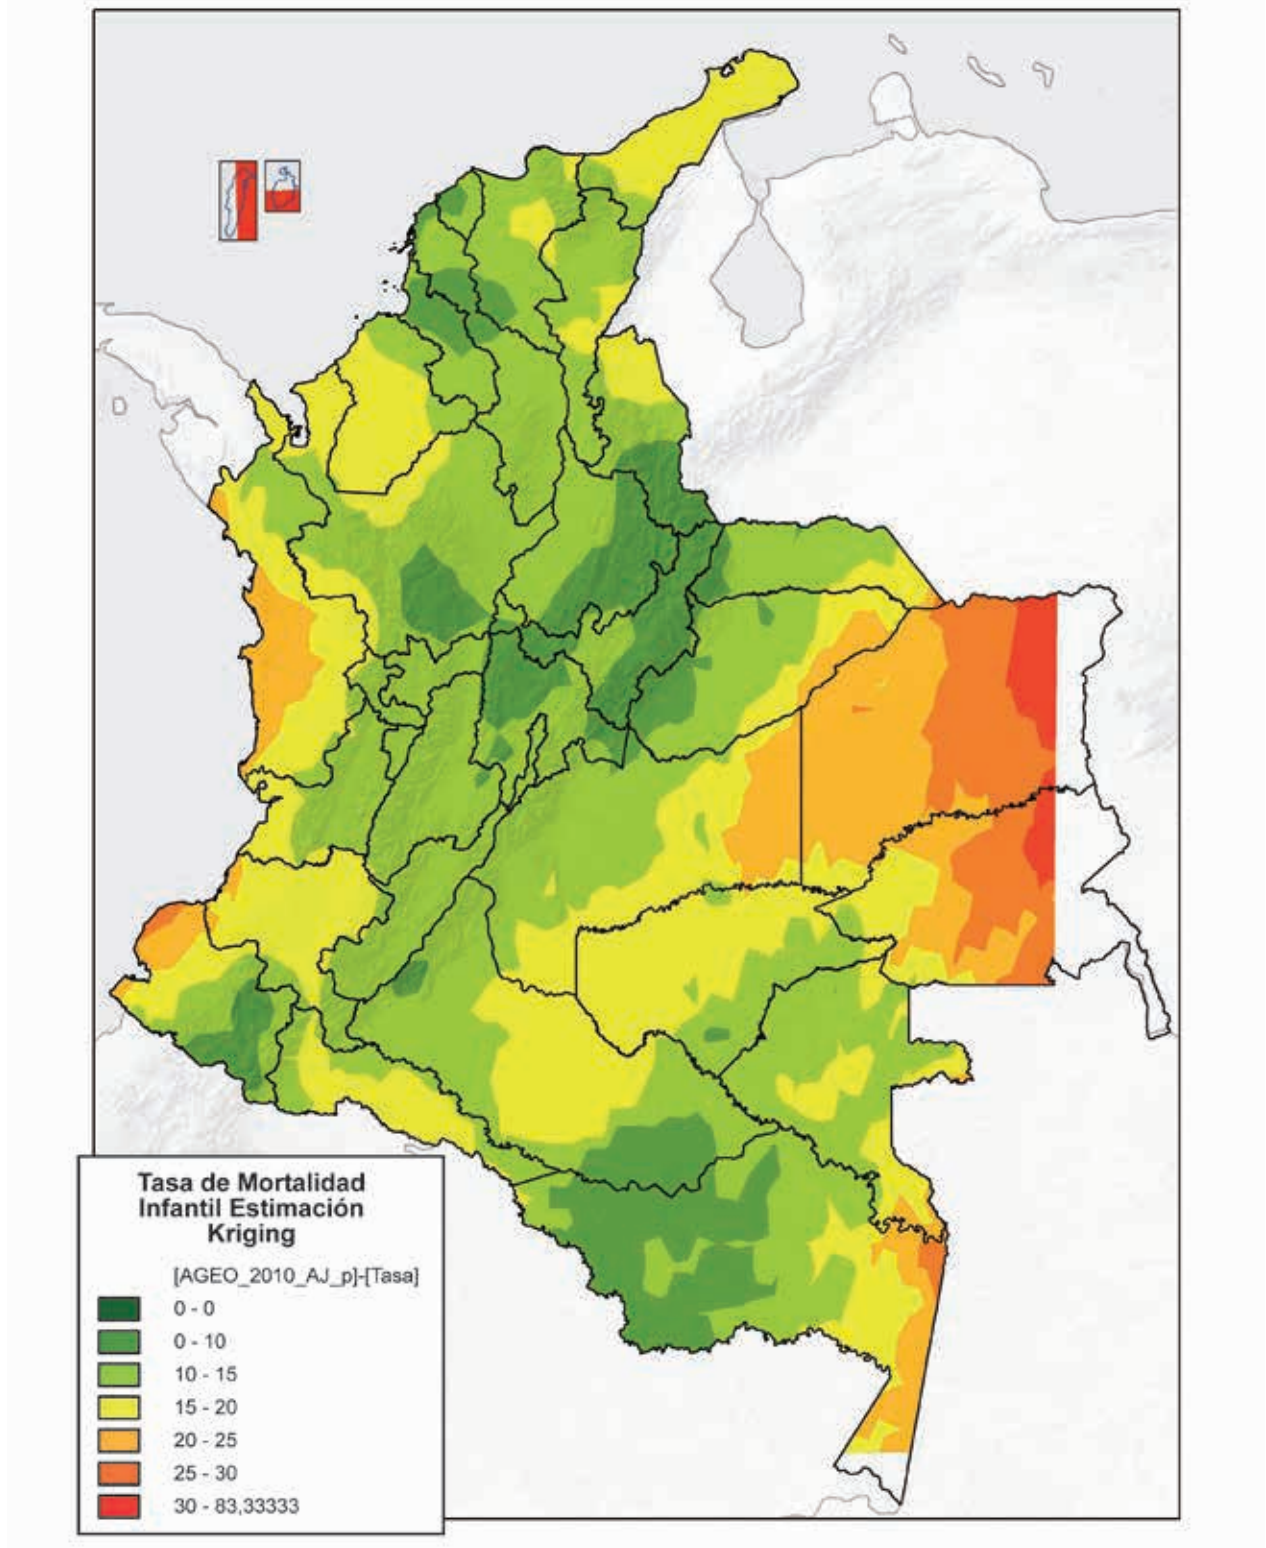 Tasa de Mortalidad
Infantil Estimación
Kriging
[AGEO_2010_AJ_p]-[Tasa]
0 - 0
0 - 10
10 - 15
15 - 20
20 - 25
25 - 30
30 - 83,33333